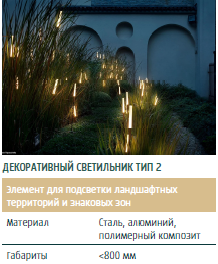 ДЕКОРАТИВНЫЙ СВЕТИЛЬНИК ТИП 2
Элемент для подсветки ландшафтных
территорий и знаковых зон
Материал Сталь, алюминий,
полимерный композит
Габариты <800 мм